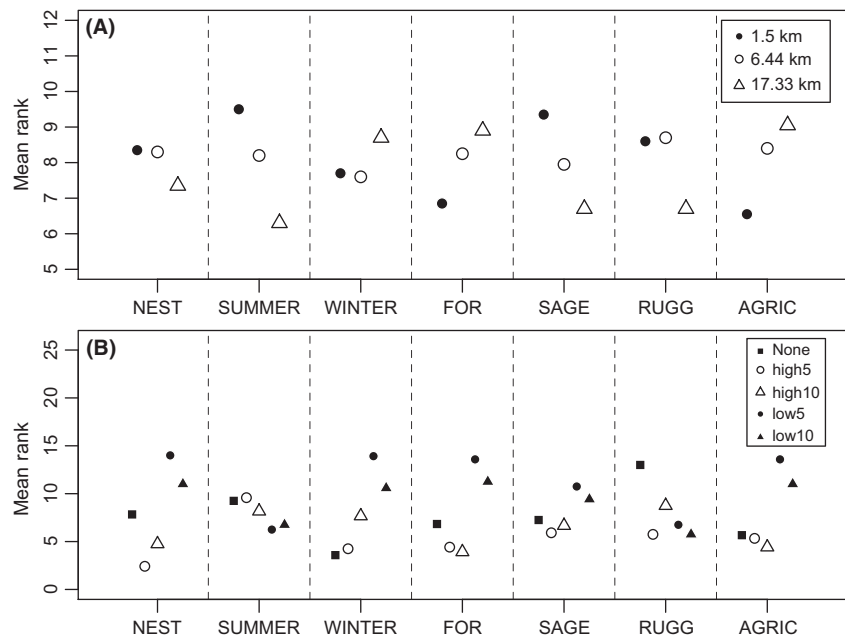 (A)
1.5 km
6.44 km
17.33 km
Mean rank
12
11
10
9
8
7
6
5
NEST SUMMER WINTER FOR SAGE RUGG AGRIC
(B)
None
high5
high10
low5
low10
Mean rank
25
20
15
10
5
0
NEST SUMMER WINTER FOR SAGE RUGG AGRIC